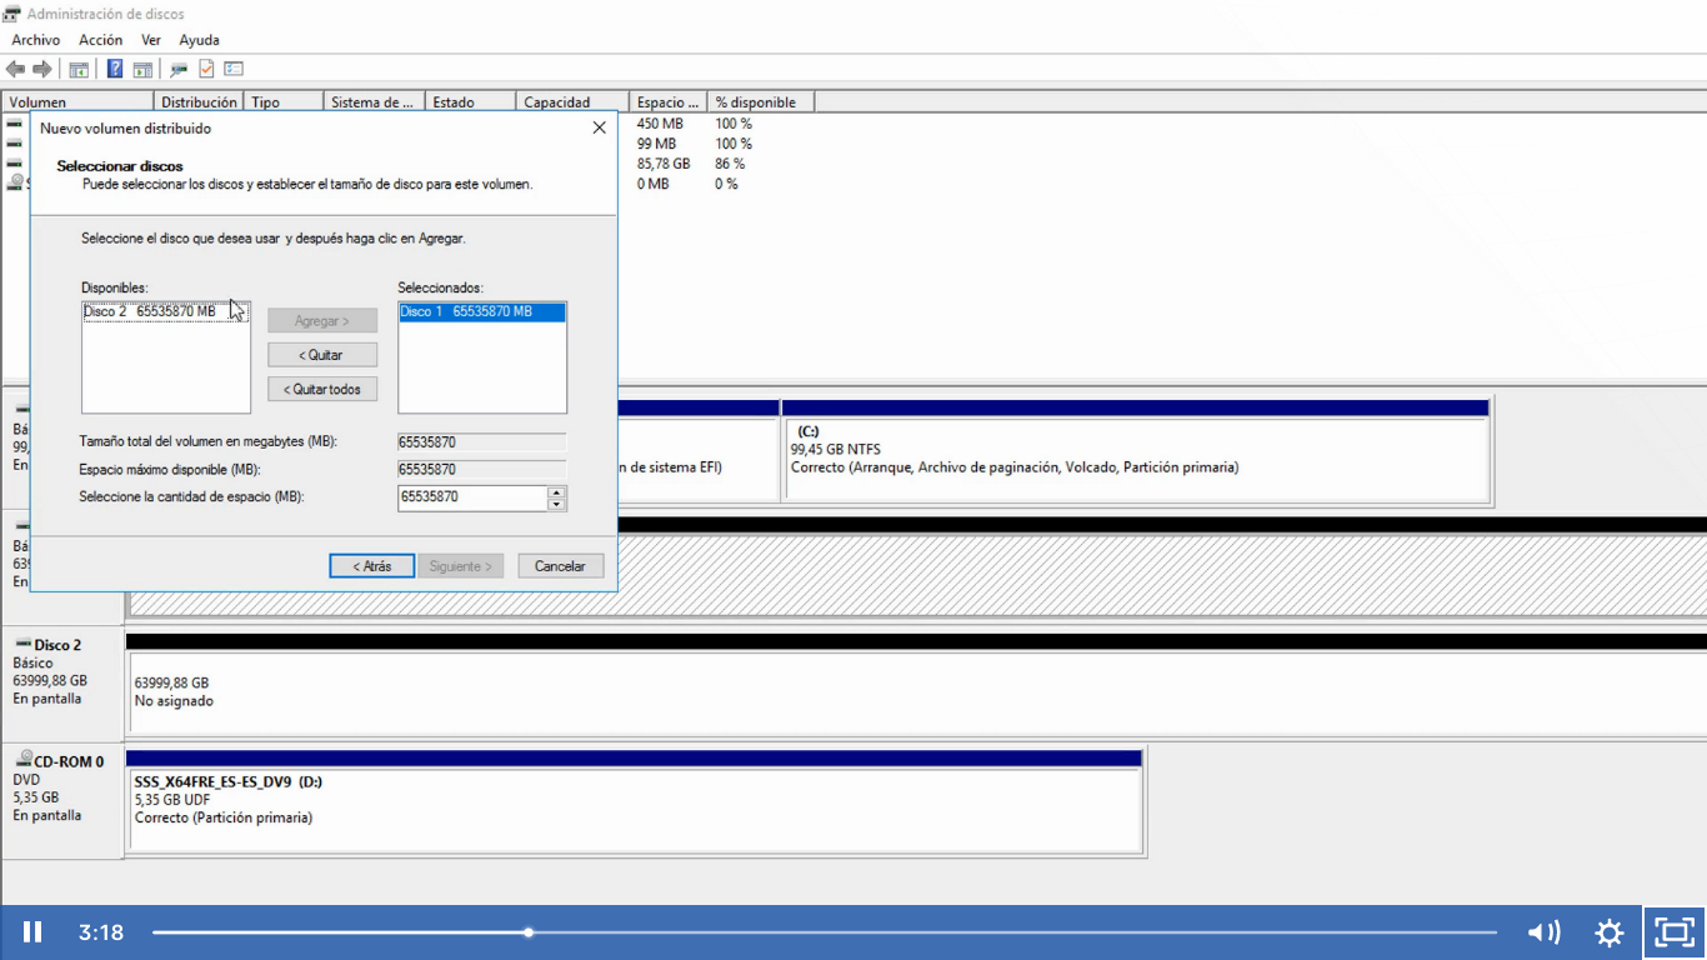 Administración de discos
Archivo Acción Ver Ayuda
Volumen Distribución Tipo Sistema de ... Estado Capacidad Espacio ... % disponible
450 MB 100 %
99 MB 100 %
85,78 GB 86 %
0 MB 0 %
Nuevo volumen distribuido
Seleccionar discos
Puede seleccionar los discos y establecer el tamaño de disco para este volumen.
Seleccione el disco que desea usar y después haga clic en Agregar.
Disponibles:
Seleccionados:
Disco 2 65535870 MB
Disco 1 65535870 MB
Agregar >
< Quitar
< Quitar todos
Tamaño total del volumen en megabytes (MB): 65535870
Espacio máximo disponible (MB): 65535870
Seleccione la cantidad de espacio (MB): 65535870
< Atrás Siguiente > Cancelar
Bá
99,
En
n de sistema EFI)
(C:)
99,45 GB NTFS
Correcto (Arranque, Archivo de paginación, Volcado, Partición primaria)
Bá
63
En
Disco 2
Básico
63999,88 GB
En pantalla
63999,88 GB
No asignado
CD-ROM 0
DVD
5,35 GB
En pantalla
SSS_X64FRE_ES-ES_DV9 (D:)
5,35 GB UDF
Correcto (Partición primaria)
3:18